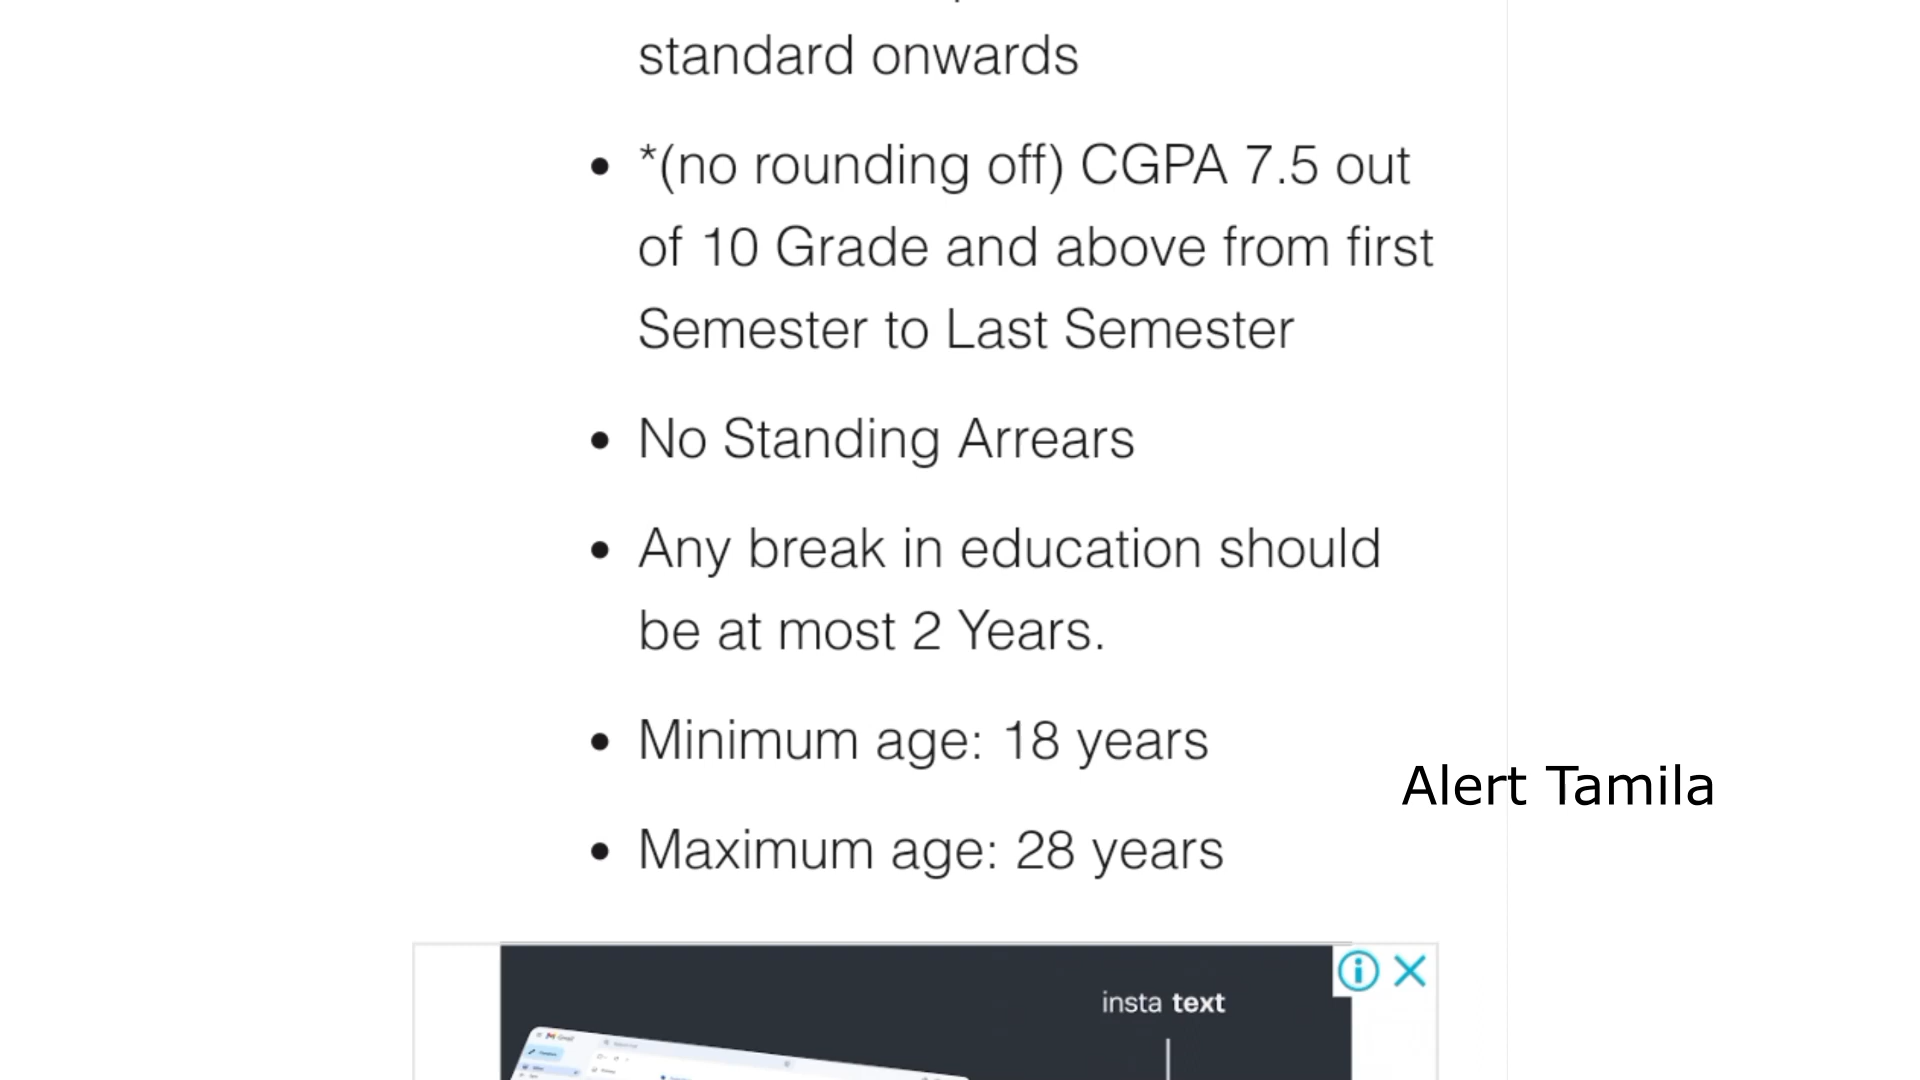 standard onwards
• *(no rounding off) CGPA 7.5 out
of 10 Grade and above from first
Semester to Last Semester
• No Standing Arrears
• Any break in education should
be at most 2 Years.
• Minimum age: 18 years
Alert Tamila
• Maximum age: 28 years
insta text
Gmail